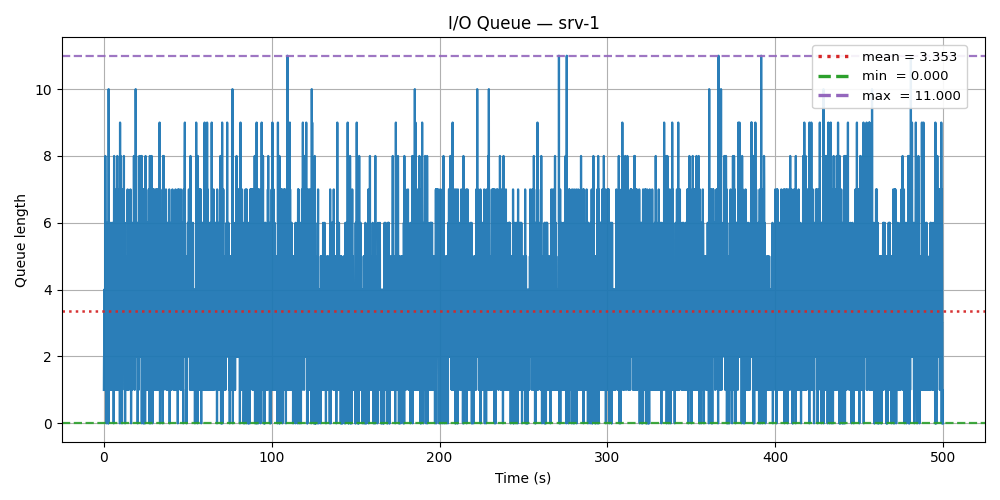 I/O Queue — srv-1
mean = 3.353
min  = 0.000
max  = 11.000
Queue length
10
8
6
4
2
0
0 100 200 300 400 500
Time (s)